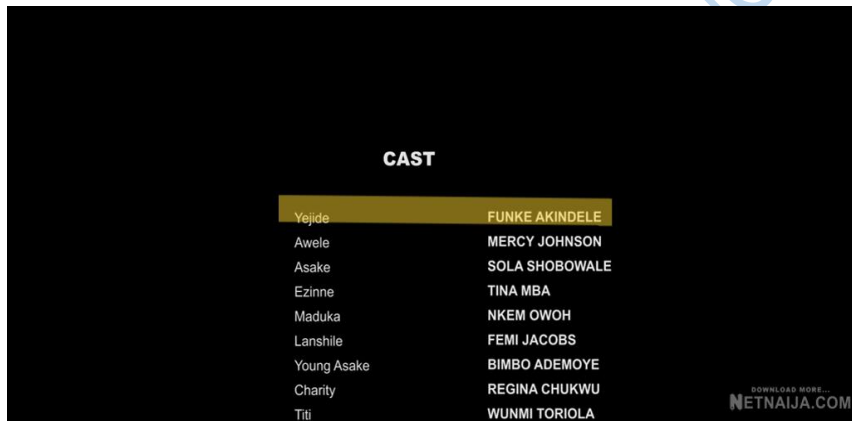 CAST
Yejide FUNKE AKINDELE
Awele MERCY JOHNSON
Asake SOLA SHOBOWALE
Ezinne TINA MBA
Maduka NKEM OWOH
Lanshile FEMI JACOBS
Young Asake BIMBO ADEMOYE
Charity REGINA CHUKWU
Titi WUNMI TORIOLA
DOWNLOAD MORE...
NETNAIJA.COM